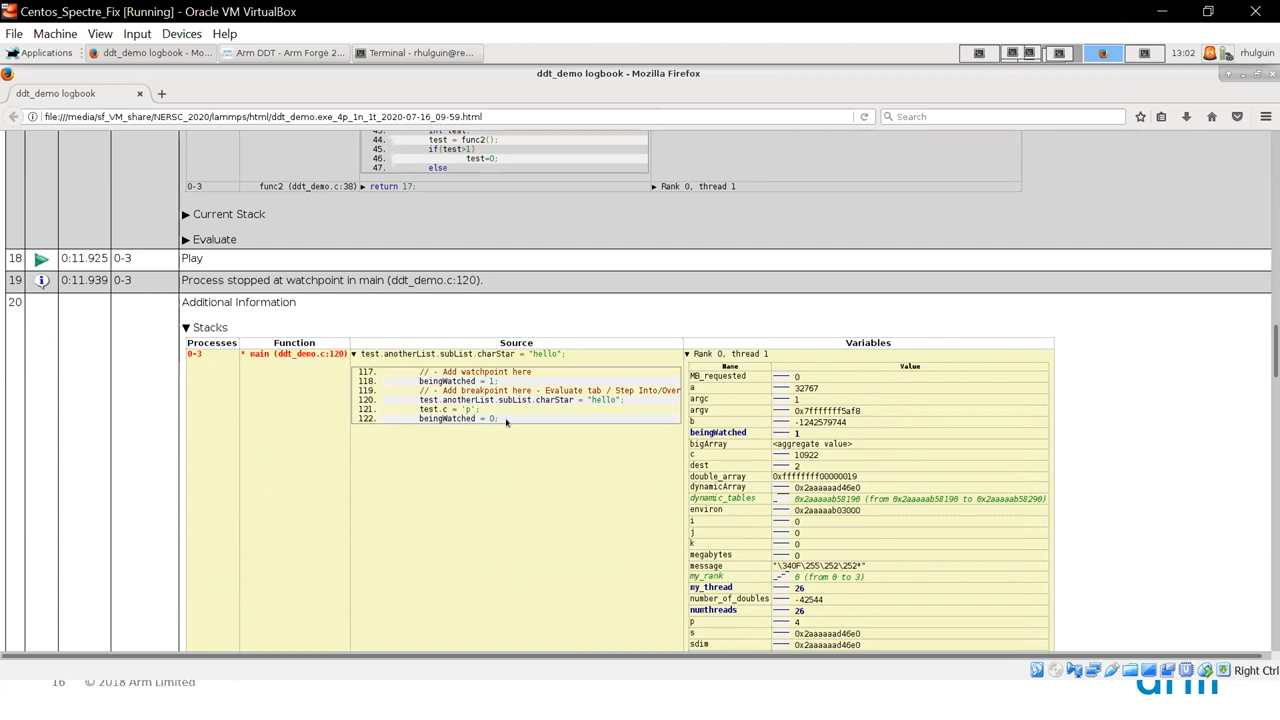 Centos_Spectre_Fix [Running] - Oracle VM VirtualBox
File Machine View Input Devices Help
Applications ddt_demo logbook - Mo... Arm DDT - Arm Forge 2... Terminal - rhulguin@re... 13:02 rhulguin
ddt_demo logbook - Mozilla Firefox
ddt_demo logbook
file:///media/sf_VM_share/NERSC_2020/lammps/html/ddt_demo.exe_4p_1n_1t_2020-07-16_09-59.html Search
43. int test;
44. test = func2();
45. if(test>1)
46. test=0;
47. else
0-3 func2 (ddt_demo.c:38) return 17; Rank 0, thread 1
Current Stack
Evaluate
18 0:11.925 0-3 Play
19 0:11.939 0-3 Process stopped at watchpoint in main (ddt_demo.c:120).
20 Additional Information
Stacks
Processes Function Source Variables
0-3 * main (ddt_demo.c:120) test.anotherList.subList.charStar = "hello"; Rank 0, thread 1
117. // - Add watchpoint here
118. beingWatched = 1;
119. // - Add breakpoint here - Evaluate tab / Step Into/Over
120. test.anotherList.subList.charStar = "hello";
121. test.c = 'p';
122. beingWatched = 0;
Name Value
MB_requested 0
a 32767
argc 1
argv 0x7fffffff5af8
b -1242579744
beingWatched 1
bigArray <aggregate value>
c 10922
dest 2
double_array 0xffffffff00000019
dynamicArray 0x2aaaaaad46e0
dynamic_tables 0x2aaaaab58190 (from 0x2aaaaab58190 to 0x2aaaaab58290)
environ 0x2aaaaab03000
i 0
j 0
k 0
megabytes 0
message "\340F\255\252\252*"
my_rank 0 (from 0 to 3)
my_thread 26
number_of_doubles -42544
numthreads 26
p 4
s 0x2aaaaaad46e0
sdim 0x2aaaaaad46e0
Right Ctrl
16 © 2018 Arm Limited
arm